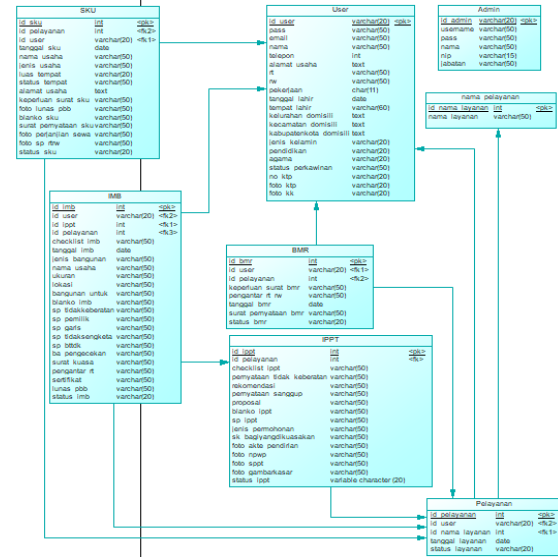 SKU
id_sku int <pk>
id_pelayanan int <fk2>
id_user varchar(20) <fk1>
tanggal_sku date
nama_usaha varchar(50)
jenis_usaha varchar(50)
luas_tempat varchar(20)
status_tempat varchar(50)
alamat_usaha text
keperluan_surat_sku varchar(50)
foto_lunas_pbb varchar(50)
blanko_sku varchar(50)
surat_pernyataan_sku varchar(50)
foto_perjanjian_sewa varchar(50)
foto_sp_rtrw varchar(50)
status_sku varchar(20)
User
id_user varchar(20) <pk>
pass varchar(50)
email varchar(50)
nama varchar(50)
telepon int
alamat_usaha text
rt varchar(50)
rw varchar(50)
pekerjaan char(11)
tanggal_lahir date
tempat_lahir varchar(60)
kelurahan_domisili text
kecamatan_domisili text
kabupatenkota_domisili text
jenis_kelamin varchar(20)
pendidikan varchar(20)
agama varchar(20)
status_perkawinan varchar(50)
no_ktp varchar(20)
foto_ktp varchar(20)
foto_kk varchar(20)
Admin
id_admin varchar(20) <pk>
username varchar(50)
pass varchar(50)
nama varchar(50)
nip varchar(15)
jabatan varchar(50)
nama_pelayanan
id_nama_layanan int <pk>
nama_layanan varchar(50)
IMB
id_imb int <pk>
id_user varchar(20) <fk2>
id_ippt int <fk1>
id_pelayanan int <fk3>
checklist_imb varchar(50)
tanggal_imb date
jenis_bangunan varchar(50)
nama_usaha varchar(50)
ukuran varchar(50)
lokasi varchar(50)
bangunan_untuk varchar(50)
blanko_imb varchar(50)
sp_tidakkeberatan varchar(50)
sp_pemilik varchar(50)
sp_garis varchar(50)
sp_tidaksengketa varchar(50)
sp_bttdk varchar(50)
ba_pengecekan varchar(50)
surat_kuasa varchar(50)
pengantar_rt varchar(50)
sertifikat varchar(50)
lunas_pbb varchar(50)
status_imb varchar(20)
BMR
id_bmr int <pk>
id_user varchar(20) <fk1>
id_pelayanan int <fk2>
keperluan_surat_bmr varchar(50)
pengantar_rt_rw varchar(50)
tanggal_bmr date
surat_pernyataan_bmr varchar(50)
status_bmr varchar(20)
IPPT
id_ippt int <pk>
id_pelayanan int <fk>
checklist_ippt varchar(50)
pernyataan_tidak_keberatan varchar(50)
rekomendasi varchar(50)
pernyataan_sanggup varchar(50)
proposal varchar(50)
blanko_ippt varchar(50)
sp_ippt varchar(50)
jenis_permohonan varchar(50)
sk_bagiyangdikuasakan varchar(50)
foto_akte_pendirian varchar(50)
foto_npwp varchar(50)
foto_sppt varchar(50)
foto_gambarkasar varchar(50)
status_ippt variable character (20)
Pelayanan
id_pelayanan int <pk>
id_user varchar(20) <fk2>
id_nama_layanan int <fk1>
tanggal_layanan date
status_layanan varchar(20)